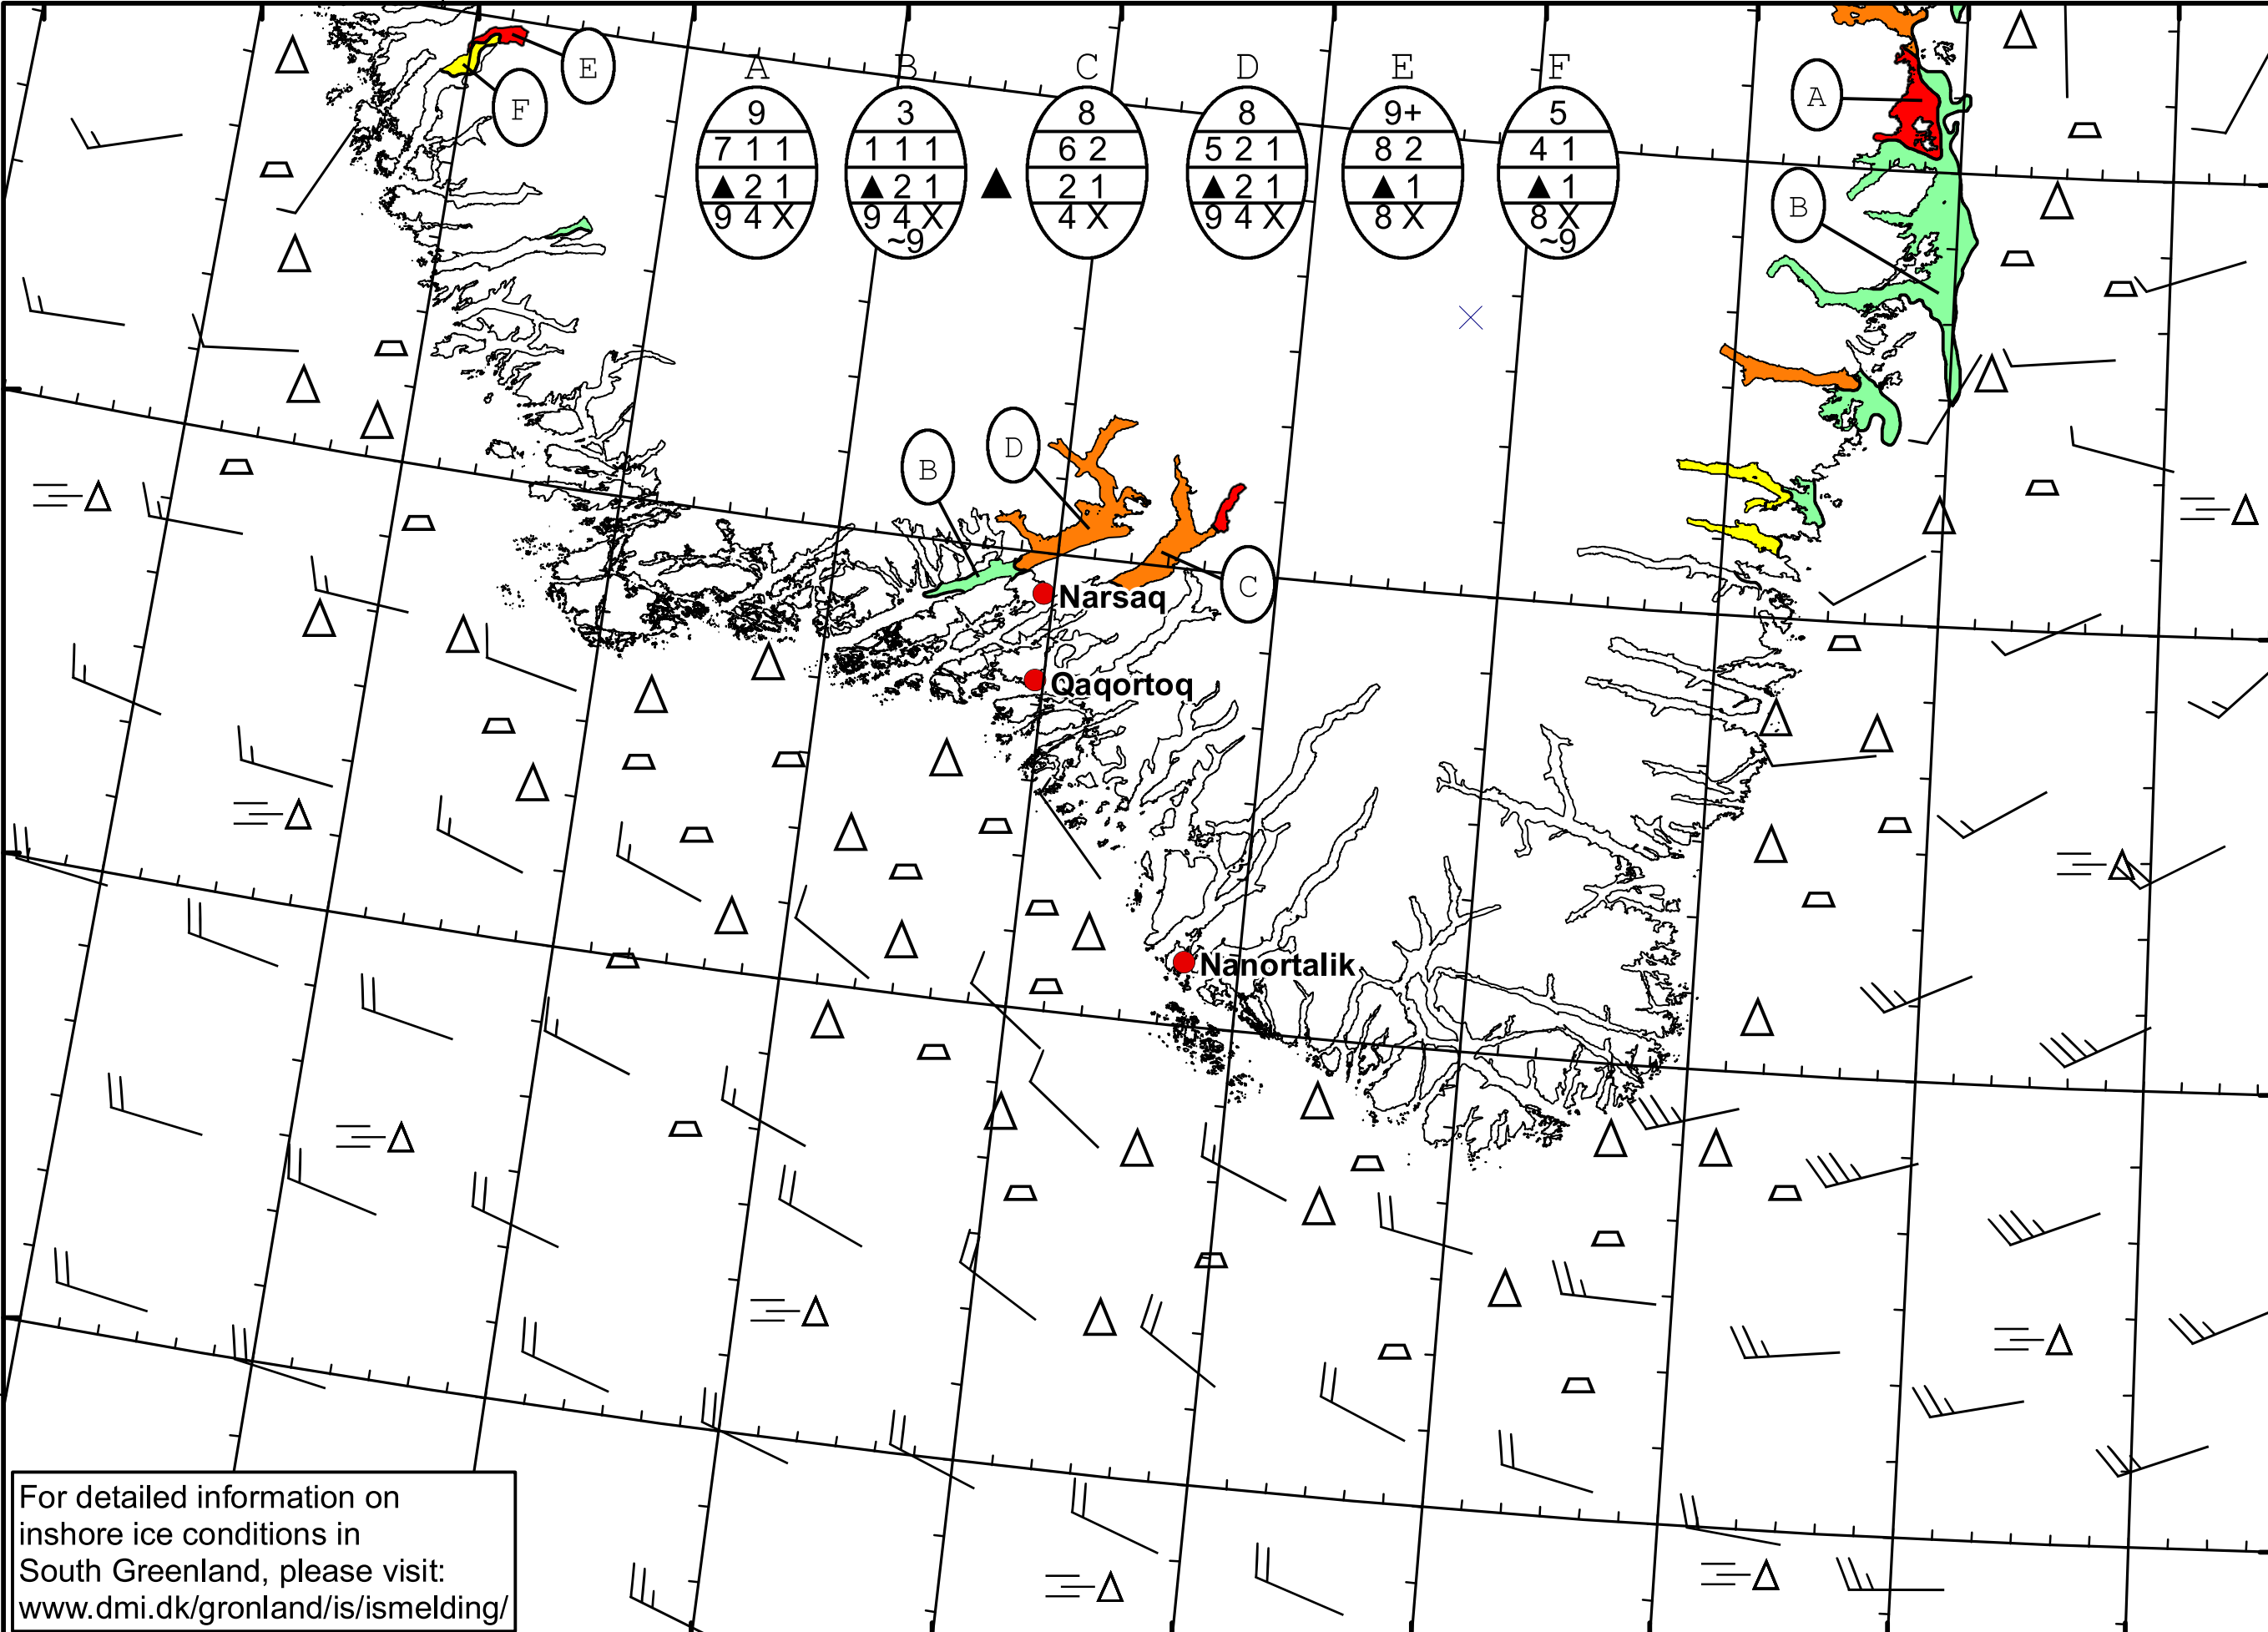 A B C D E F
9 3 8 8 9+ 5
7 1 1 1 1 1 6 2 5 2 1 8 2 4 1
▲ 2 1 ▲ 2 1 ▲ 2 1 ▲ 2 1 ▲ 1 ▲ 1
9 4 X 9 4 X 4 X 9 4 X 8 X 8 X
~9 ~9
E
F
A
B
D
B
C
Narsaq
Qaqortoq
Nanortalik
For detailed information on
inshore ice conditions in
South Greenland, please visit:
www.dmi.dk/gronland/is/ismelding/